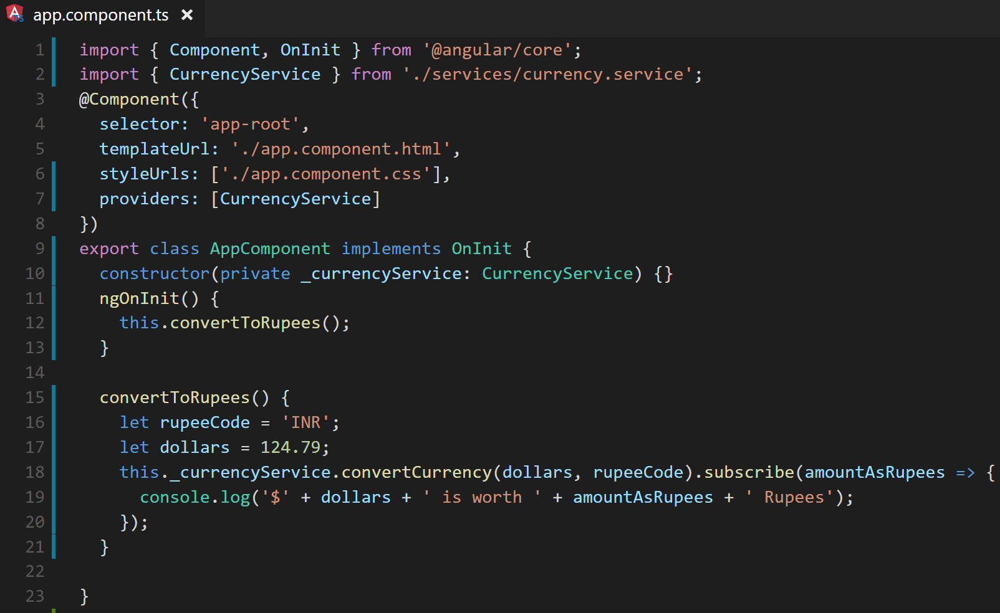 app.component.ts ×
1 import { Component, OnInit } from '@angular/core';
2 import { CurrencyService } from './services/currency.service';
3 @Component({
4   selector: 'app-root',
5   templateUrl: './app.component.html',
6   styleUrls: ['./app.component.css'],
7   providers: [CurrencyService]
8 })
9 export class AppComponent implements OnInit {
10   constructor(private _currencyService: CurrencyService) {}
11   ngOnInit() {
12     this.convertToRupees();
13   }
14
15   convertToRupees() {
16     let rupeeCode = 'INR';
17     let dollars = 124.79;
18     this._currencyService.convertCurrency(dollars, rupeeCode).subscribe(amountAsRupees => {
19       console.log('$' + dollars + ' is worth ' + amountAsRupees + ' Rupees');
20     });
21   }
22
23 }